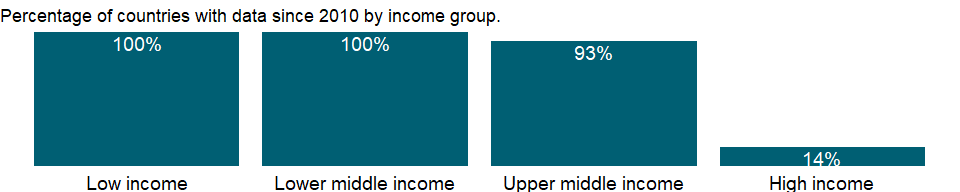 Percentage of countries with data since 2010 by income group.
100% 100% 93% 14%
Low income Lower middle income Upper middle income High income